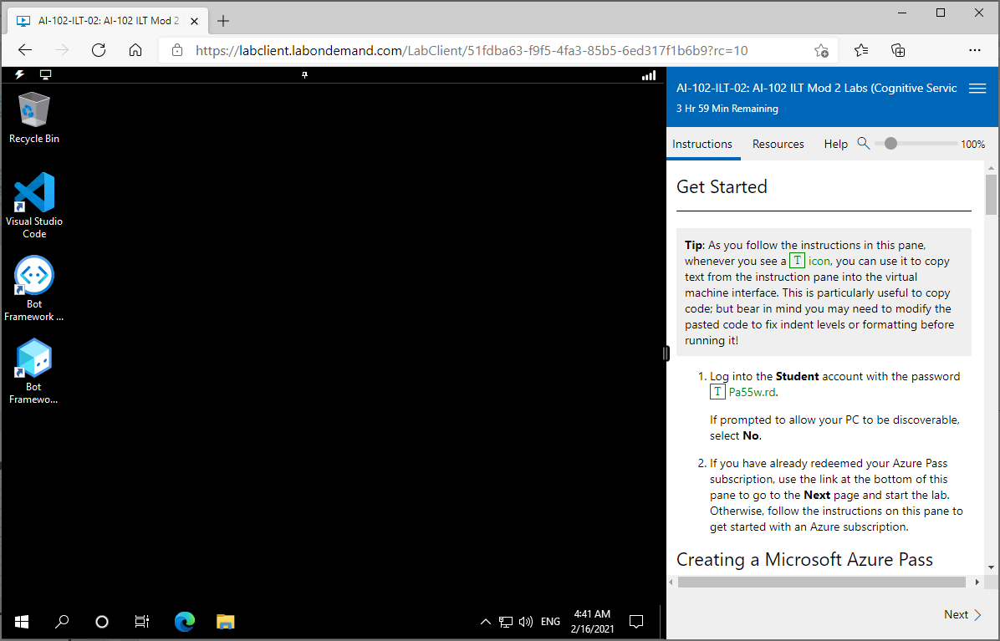 AI-102-ILT-02: AI-102 ILT Mod 2
https://labclient.labondemand.com/LabClient/51fdba63-f9f5-4fa3-85b5-6ed317f1b6b9?rc=10
Recycle Bin
Visual Studio
Code
Bot
Framework ...
Bot
Framewo...
ENG
4:41 AM
2/16/2021
AI-102-ILT-02: AI-102 ILT Mod 2 Labs (Cognitive Servic
3 Hr 59 Min Remaining
Instructions
Resources
Help
100%
Get Started
Tip: As you follow the instructions in this pane,
whenever you see a T icon, you can use it to copy
text from the instruction pane into the virtual
machine interface. This is particularly useful to copy
code; but bear in mind you may need to modify the
pasted code to fix indent levels or formatting before
running it!
1. Log into the Student account with the password
T Pa55w.rd.
If prompted to allow your PC to be discoverable,
select No.
2. If you have already redeemed your Azure Pass
subscription, use the link at the bottom of this
pane to go to the Next page and start the lab.
Otherwise, follow the instructions on this pane to
get started with an Azure subscription.
Creating a Microsoft Azure Pass
Next